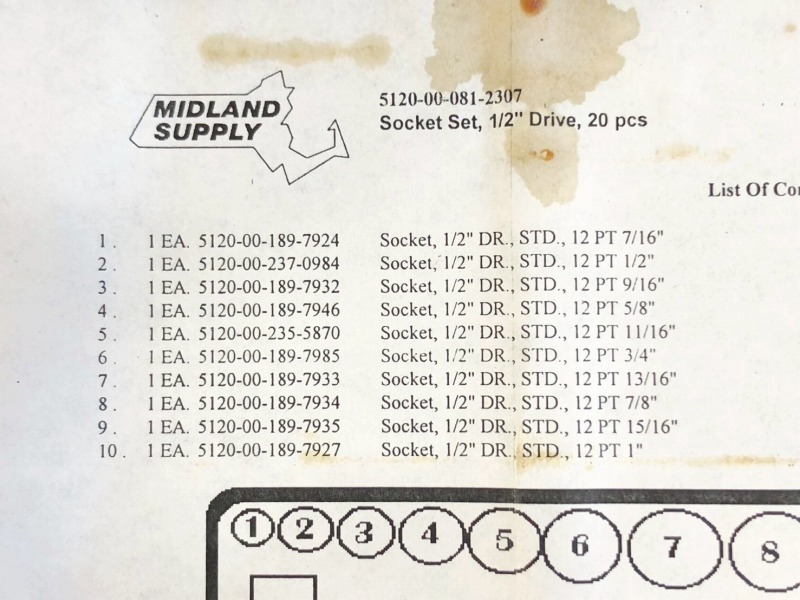 MIDLAND
SUPPLY
5120-00-081-2307
Socket Set, 1/2" Drive, 20 pcs
List Of
1. 1 EA. 5120-00-189-7924 Socket, 1/2" DR., STD., 12 PT 7/16"
2. 1 EA. 5120-00-237-0984 Socket, 1/2" DR., STD., 12 PT 1/2"
3. 1 EA. 5120-00-189-7932 Socket, 1/2" DR., STD., 12 PT 9/16"
4. 1 EA. 5120-00-189-7946 Socket, 1/2" DR., STD., 12 PT 5/8"
5. 1 EA. 5120-00-235-5870 Socket, 1/2" DR., STD., 12 PT 11/16"
6. 1 EA. 5120-00-189-7985 Socket, 1/2" DR., STD., 12 PT 3/4"
7. 1 EA. 5120-00-189-7933 Socket, 1/2" DR., STD., 12 PT 13/16"
8. 1 EA. 5120-00-189-7934 Socket, 1/2" DR., STD., 12 PT 7/8"
9. 1 EA. 5120-00-189-7935 Socket, 1/2" DR., STD., 12 PT 15/16"
10. 1 EA. 5120-00-189-7927 Socket, 1/2" DR., STD., 12 PT 1"
1 2 3 4 5 6 7 8